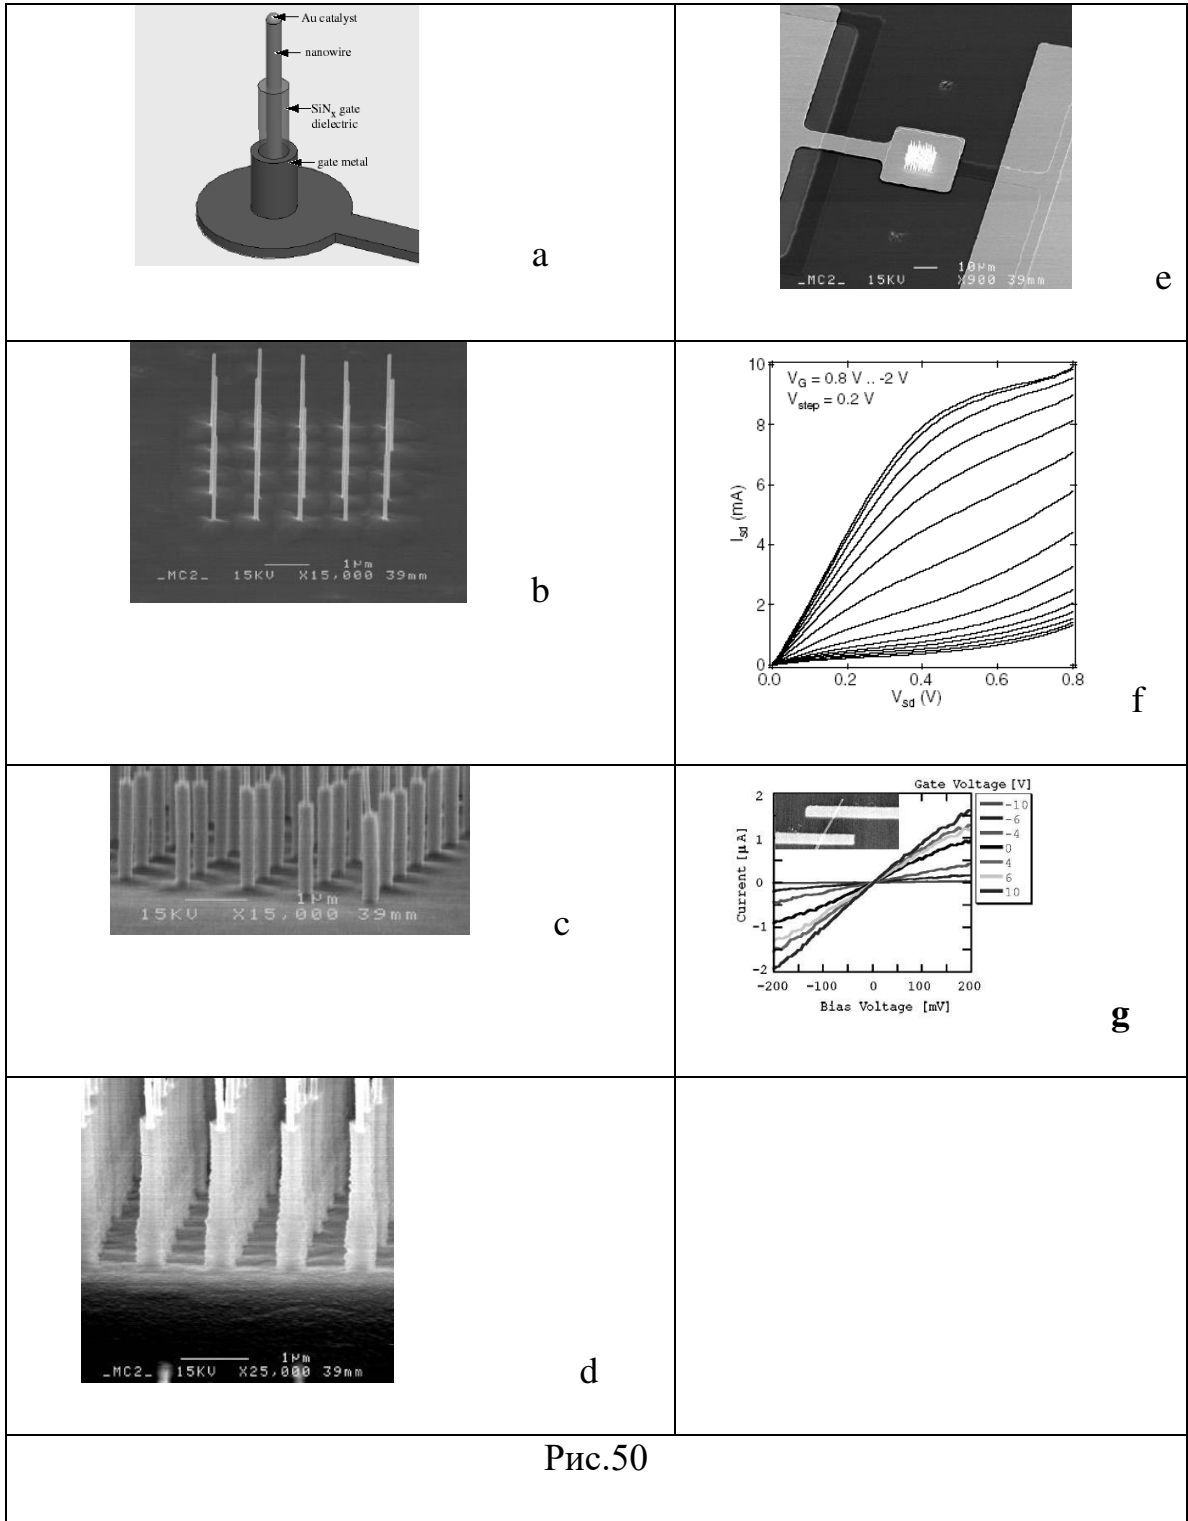 Au catalyst
nanowire
SiNx gate
dielectric
gate metal
a
10μm
_MC2_ 15KV X900 39mm
e
1μm
_MC2_ 15KV X15,000 39mm
b
10
8
6
4
2
0
V_G = 0.8 V .. -2 V
V_step = 0.2 V
I_sd (mA)
0.0 0.2 0.4 0.6 0.8
V_sd (V)
f
1μm
15KV X15,000 39mm
c
Gate Voltage [V]
2
1
0
-1
-2
Current [μA]
-10
-6
-4
0
4
6
10
-200 -100 0 100 200
Bias Voltage [mV]
g
1μm
_MC2_ 15KV X25,000 39mm
d
Рис.50